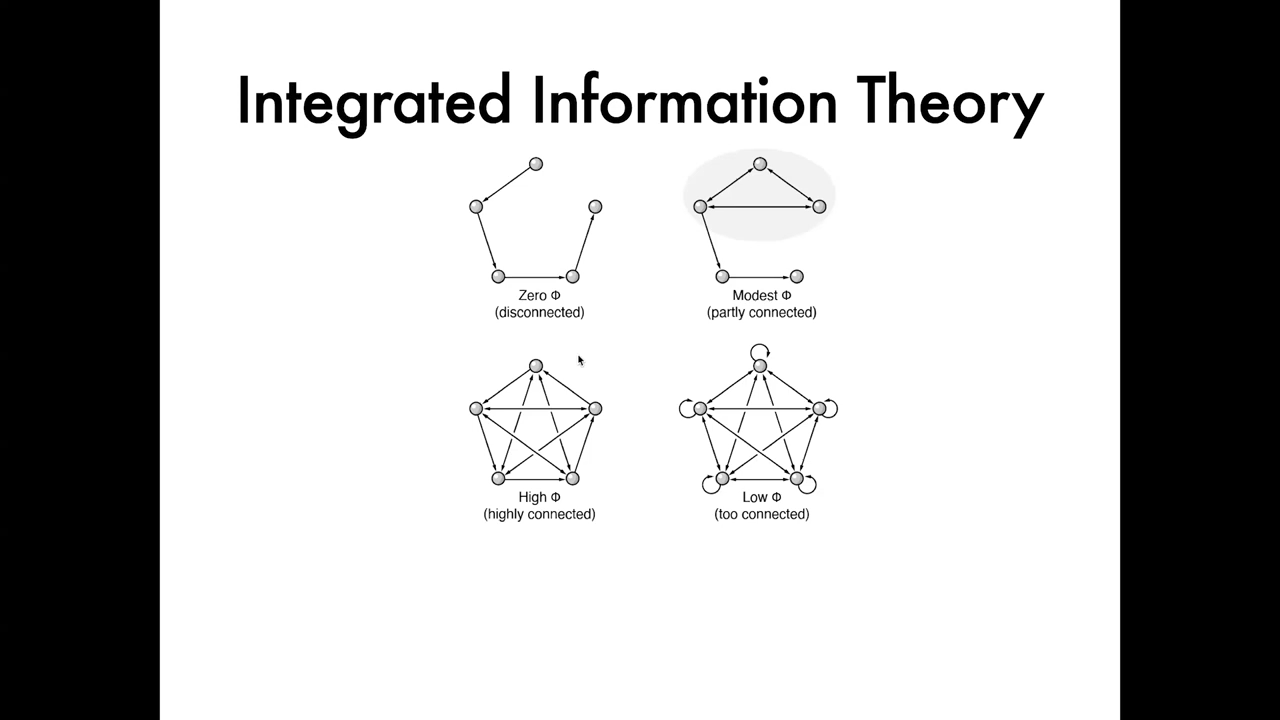 Integrated Information Theory
Zero Φ
(disconnected)
Modest Φ
(partly connected)
High Φ
(highly connected)
Low Φ
(too connected)